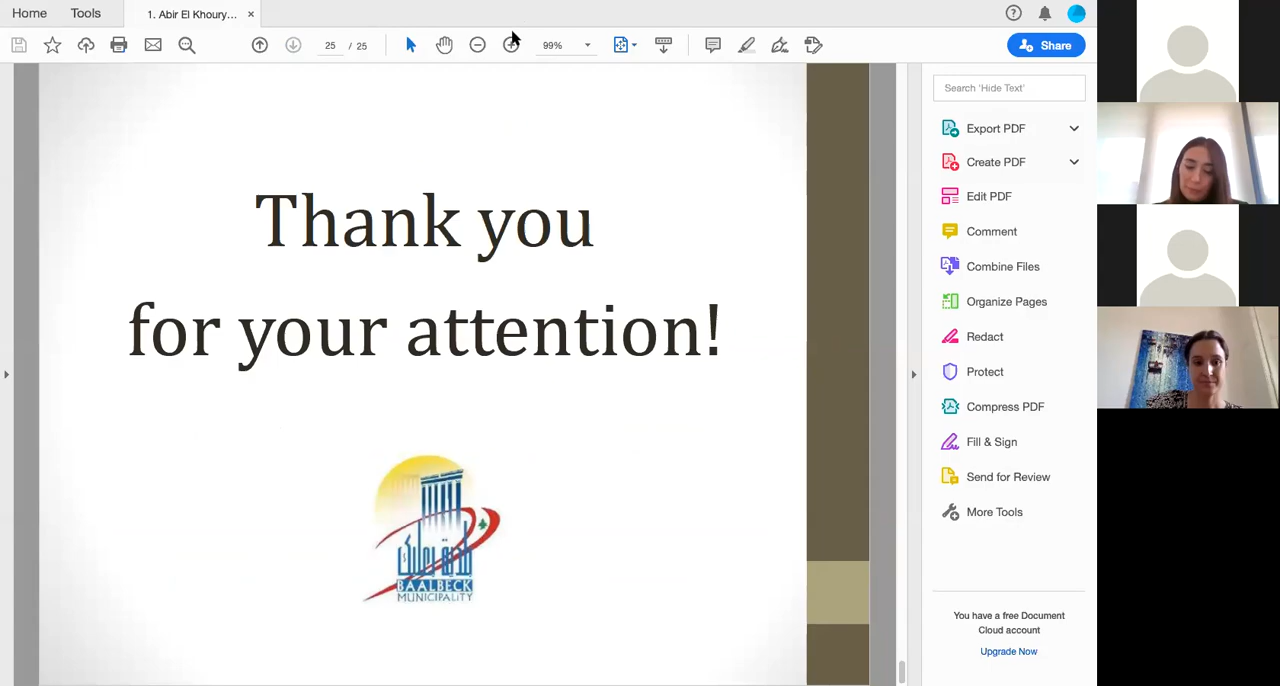 Home
Tools
1. Abir El Khoury...
×
25 / 25
99%
Share
Thank you
for your attention!
بلدية بعلبك
BAALBECK
MUNICIPALITY
Search 'Hide Text'
Export PDF
Create PDF
Edit PDF
Comment
Combine Files
Organize Pages
Redact
Protect
Compress PDF
Fill & Sign
Send for Review
More Tools
You have a free Document
Cloud account
Upgrade Now